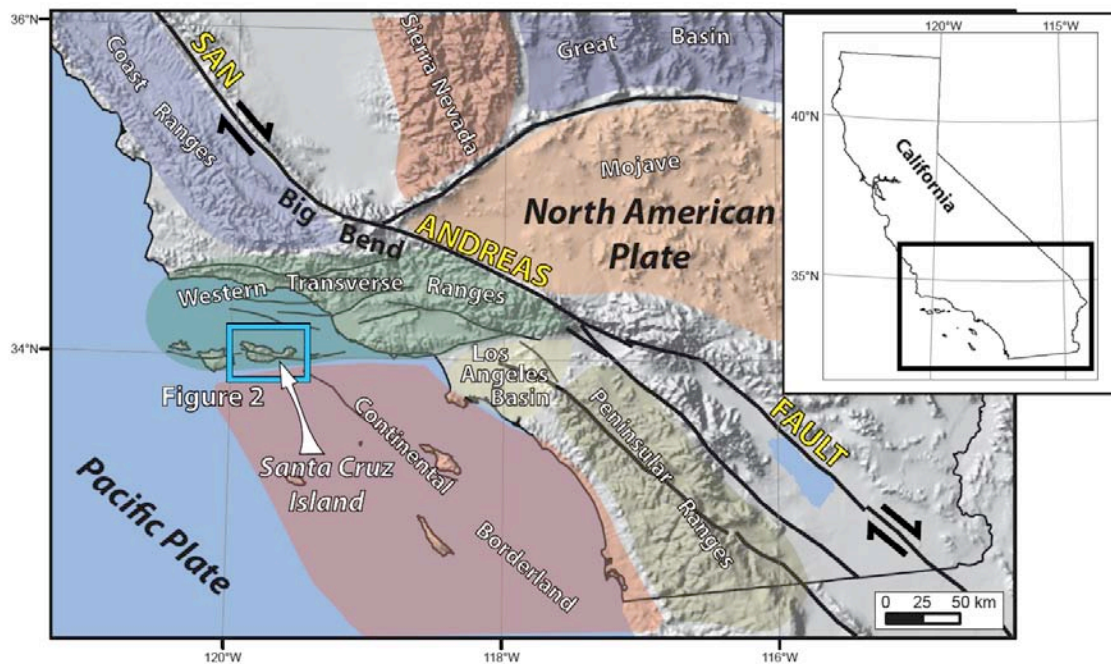 36°N
34°N
120°W
118°W
116°W
Coast
Ranges
SAN
Sierra Nevada
Great Basin
Mojave
North American
Plate
Big
Bend
ANDREAS
FAULT
Western Transverse Ranges
Los
Angeles
Basin
Peninsular
Ranges
Figure 2
Santa Cruz
Island
Continental
Borderland
Pacific Plate
0 25 50 km
120°W
115°W
40°N
35°N
California